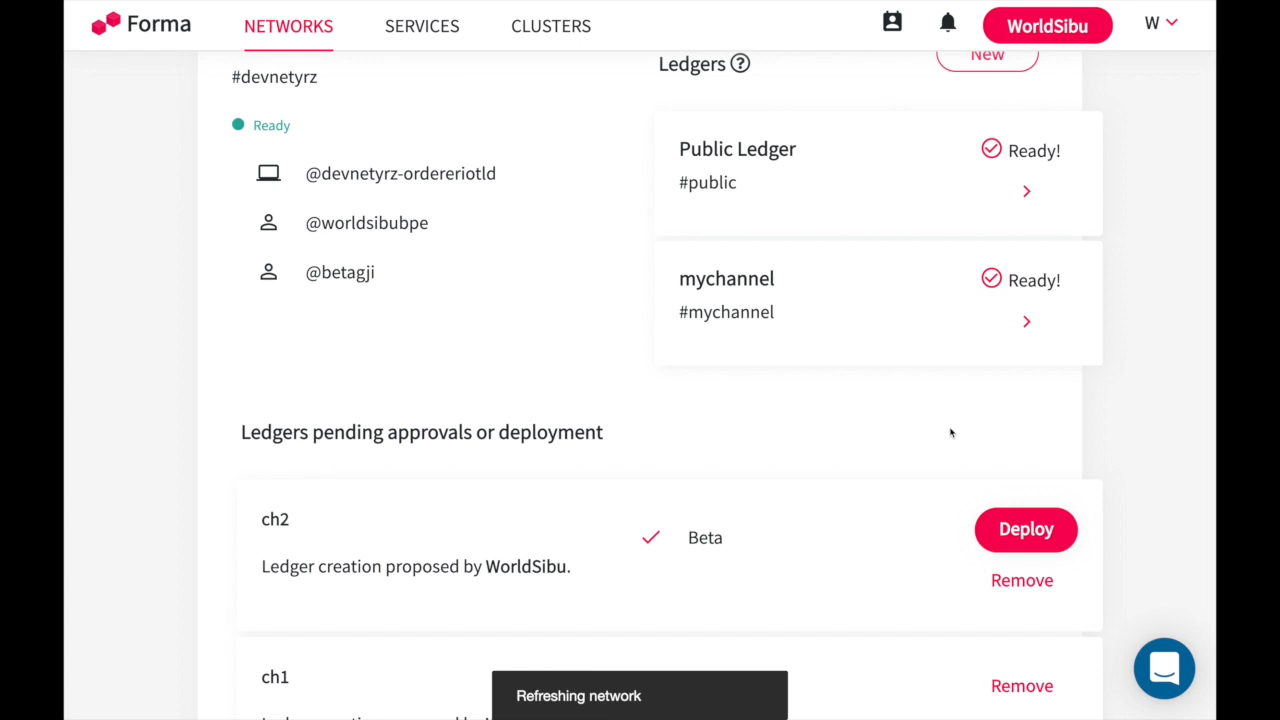 Forma
NETWORKS
SERVICES
CLUSTERS
WorldSibu
W
#devnetyrz
Ready
@devnetyrz-ordereriotld
@worldsibubpe
@betagji
Ledgers ?
New
Public Ledger
#public
Ready!
mychannel
#mychannel
Ready!
Ledgers pending approvals or deployment
ch2
Ledger creation proposed by WorldSibu.
Beta
Deploy
Remove
ch1
Remove
Refreshing network